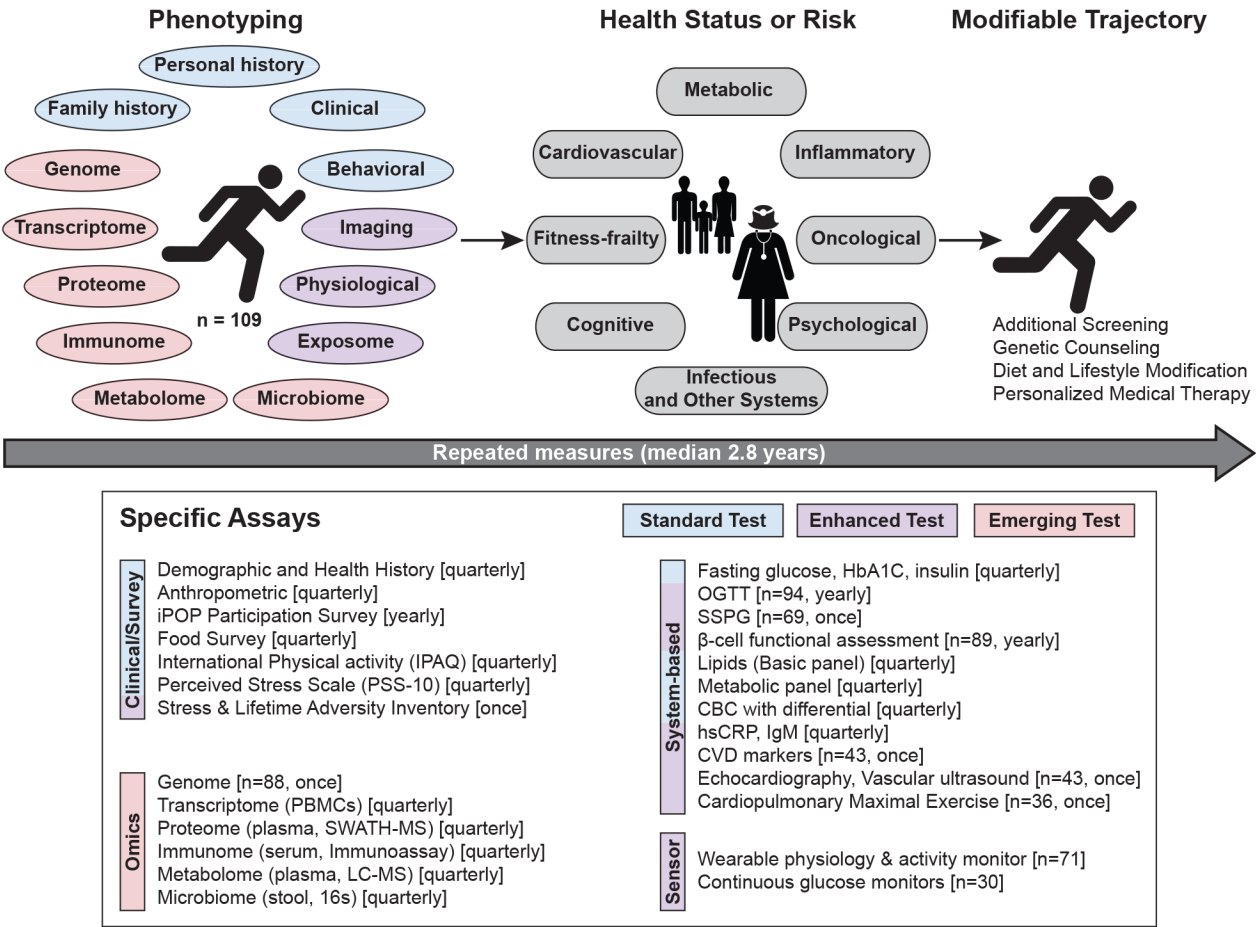 Phenotyping
Health Status or Risk
Modifiable Trajectory
Personal history
Family history
Clinical
Genome
Behavioral
Transcriptome
Imaging
Proteome
Physiological
n = 109
Immunome
Exposome
Metabolome
Microbiome
Metabolic
Cardiovascular
Inflammatory
Fitness-frailty
Oncological
Cognitive
Psychological
Infectious
and Other Systems
Additional Screening
Genetic Counseling
Diet and Lifestyle Modification
Personalized Medical Therapy
Repeated measures (median 2.8 years)
Specific Assays
Standard Test
Enhanced Test
Emerging Test
Clinical/Survey
Demographic and Health History [quarterly]
Anthropometric [quarterly]
iPOP Participation Survey [yearly]
Food Survey [quarterly]
International Physical activity (IPAQ) [quarterly]
Perceived Stress Scale (PSS-10) [quarterly]
Stress & Lifetime Adversity Inventory [once]
Omics
Genome [n=88, once]
Transcriptome (PBMCs) [quarterly]
Proteome (plasma, SWATH-MS) [quarterly]
Immunome (serum, Immunoassay) [quarterly]
Metabolome (plasma, LC-MS) [quarterly]
Microbiome (stool, 16s) [quarterly]
System-based
Fasting glucose, HbA1C, insulin [quarterly]
OGTT [n=94, yearly]
SSPG [n=69, once]
β-cell functional assessment [n=89, yearly]
Lipids (Basic panel) [quarterly]
Metabolic panel [quarterly]
CBC with differential [quarterly]
hsCRP, IgM [quarterly]
CVD markers [n=43, once]
Echocardiography, Vascular ultrasound [n=43, once]
Cardiopulmonary Maximal Exercise [n=36, once]
Sensor
Wearable physiology & activity monitor [n=71]
Continuous glucose monitors [n=30]